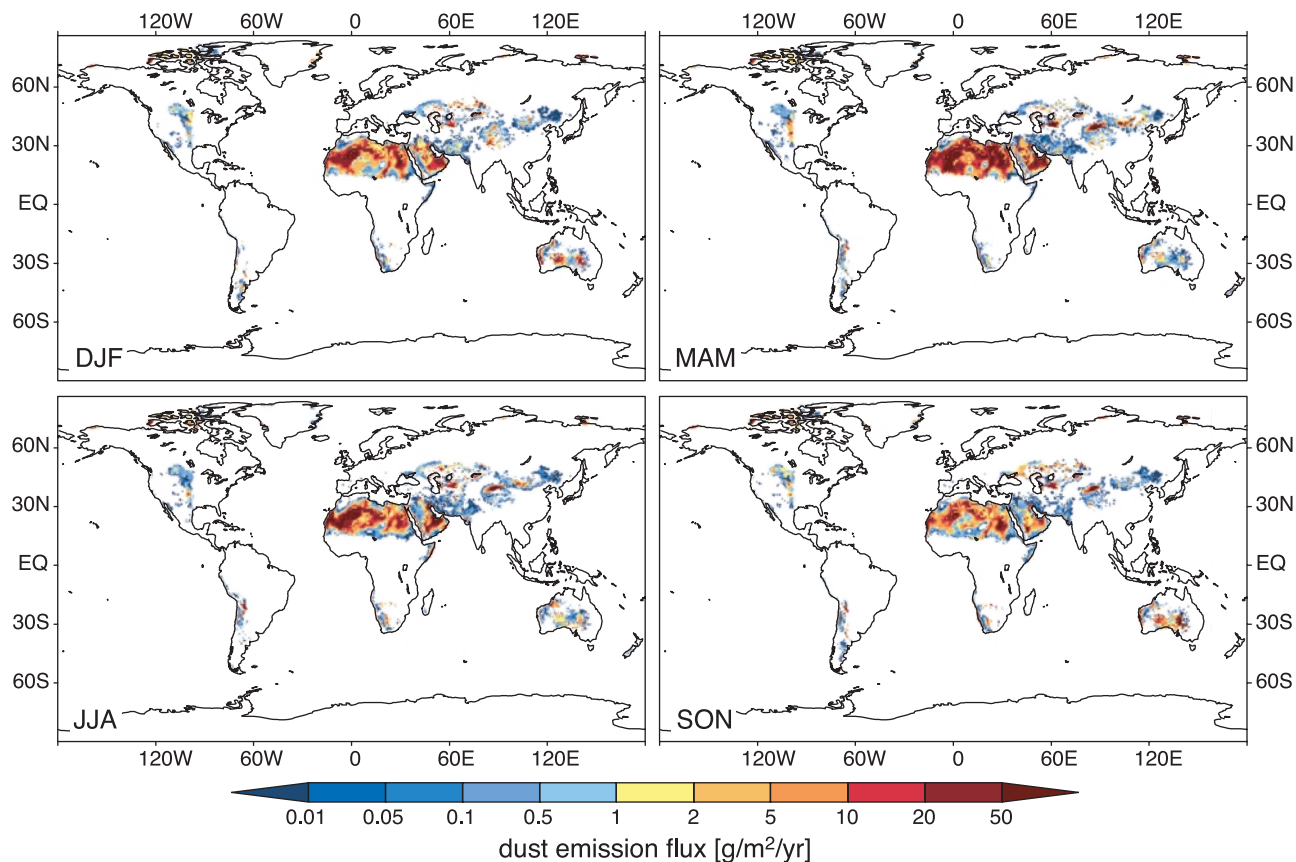 120W 60W 0 60E 120E 120W 60W 0 60E 120E
60N 60N
30N 30N
EQ EQ
30S 30S
60S 60S
DJF MAM
60N 60N
30N 30N
EQ EQ
30S 30S
60S 60S
JJA SON
120W 60W 0 60E 120E 120W 60W 0 60E 120E
0.01 0.05 0.1 0.5 1 2 5 10 20 50
dust emission flux [g/m²/yr]